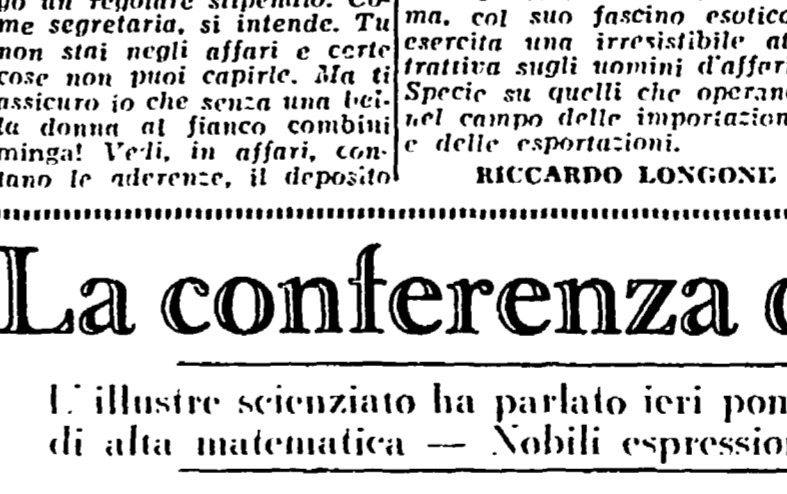 go un regolare stipendio. Co-
me segretaria, si intende. Tu
non stai negli affari e certe
cose non puoi capirle. Ma ti
assicuro io che senza una bel-
la donna al fianco combini
minga! Vedi, in affari, con-
tano le aderenze, il deposito
ma, col suo fascino esotico
esercita una irresistibile at
trattiva sugli uomini d'affari
Specie su quelli che operano
nel campo delle importazion
e delle esportazioni.
RICCARDO LONGONE
La conferenza
L'illustre scienziato ha parlato ieri pom
di alta matematica — Nobili espression